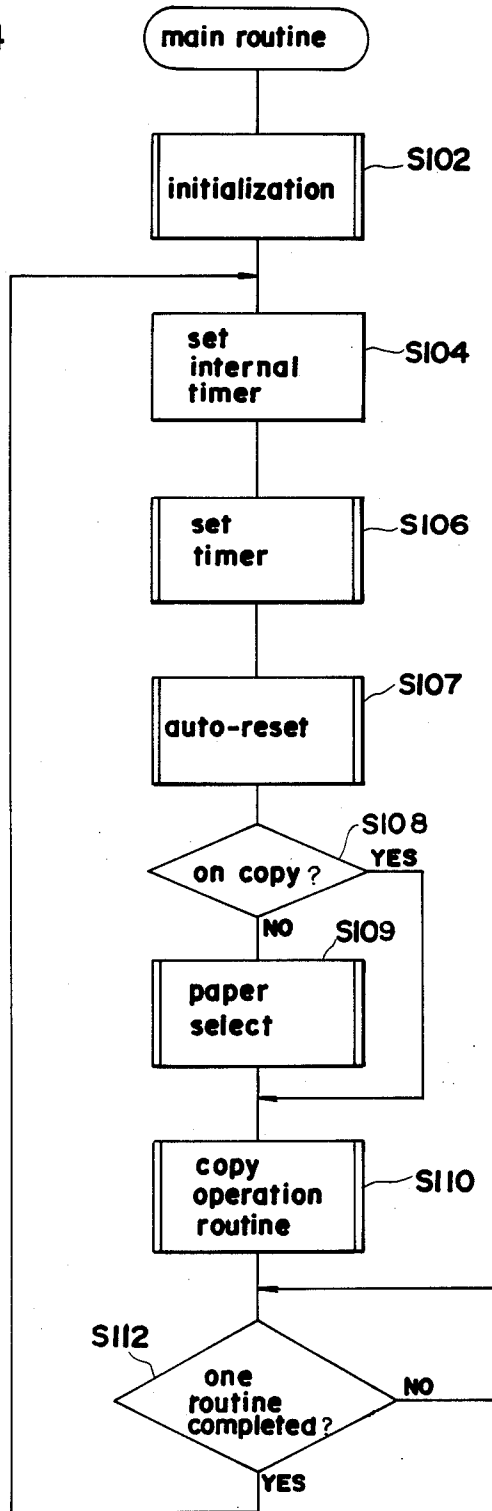 4
main routine
S102
initialization
set
internal
timer
S104
set
timer
S106
S107
auto-reset
S108
on copy?
YES
NO
S109
paper
select
copy
operation
routine
S110
S112
one
routine
completed?
NO
YES